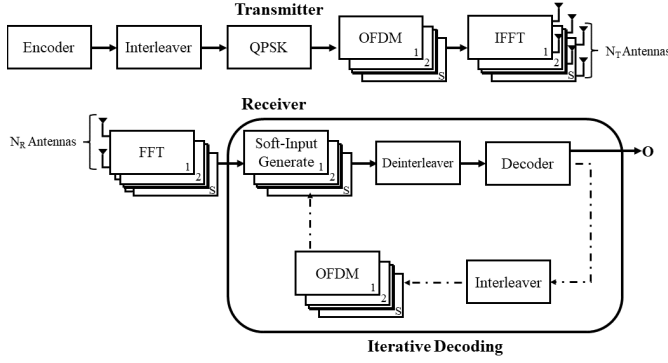 Transmitter
Encoder
Interleaver
QPSK
OFDM
1
2
S
IFFT
1
2
S
N_T Antennas
Receiver
N_R Antennas
FFT
1
2
S
Soft-Input
Generate
1
2
S
Deinterleaver
Decoder
O
OFDM
1
2
S
Interleaver
Iterative Decoding